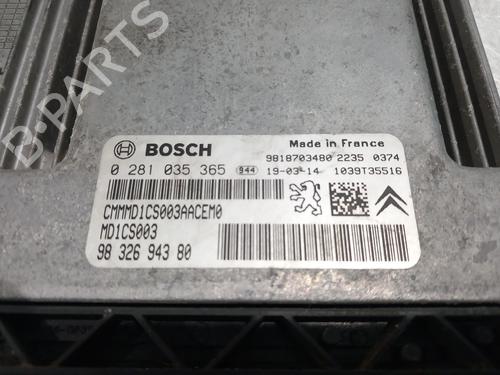 B-PARTS
BOSCH
Made in France
9818703480 2235 0374
0 281 035 365 944 19-03-14 1039T35516
CMMMD1CS003AACEM0
MD1CS003
98 326 943 80